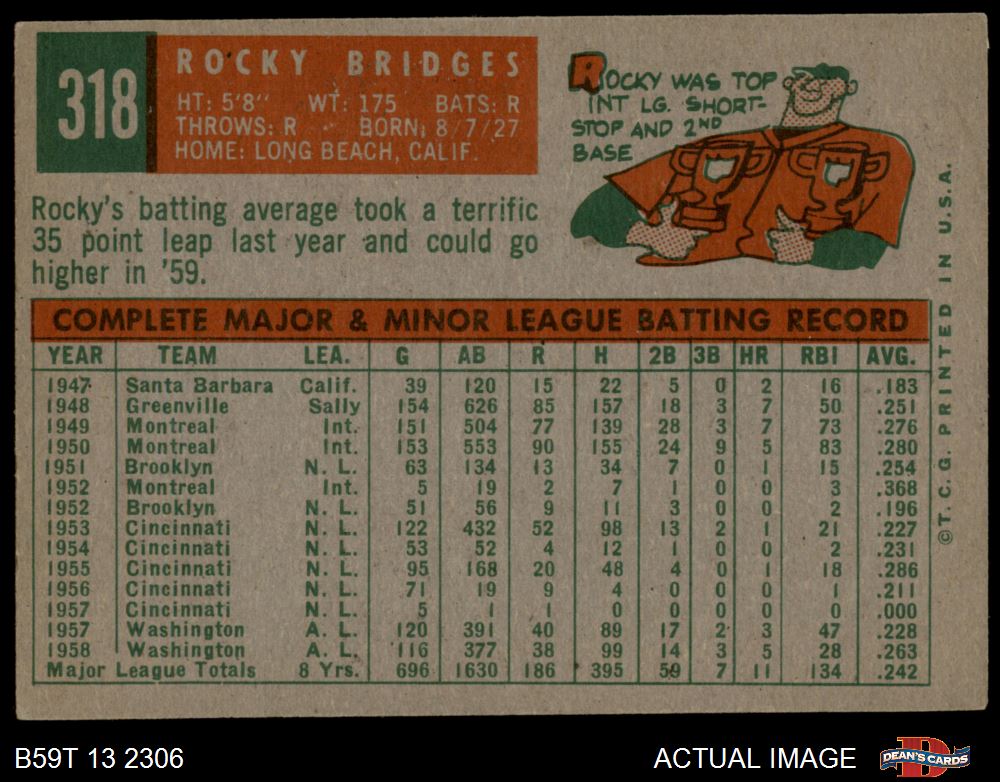 318
ROCKY BRIDGES
HT: 5'8" WT: 175 BATS: R
THROWS: R BORN: 8/7/27
HOME: LONG BEACH, CALIF.
ROCKY WAS TOP
INT LG. SHORT-
STOP AND 2ND
BASE
Rocky's batting average took a terrific
35 point leap last year and could go
higher in '59.
COMPLETE MAJOR & MINOR LEAGUE BATTING RECORD
YEAR TEAM LEA. G AB R H 2B 3B HR RBI AVG.
1947 Santa Barbara Calif. 39 120 15 22 5 0 2 16 .183
1948 Greenville Sally 154 626 85 157 18 3 7 50 .251
1949 Montreal Int. 151 504 77 139 28 3 7 73 .276
1950 Montreal Int. 153 553 90 155 24 9 5 83 .280
1951 Brooklyn N. L. 63 134 13 34 7 0 1 15 .254
1952 Montreal Int. 5 19 2 7 1 0 0 3 .368
1952 Brooklyn N. L. 51 56 9 11 3 0 0 2 .196
1953 Cincinnati N. L. 122 432 52 98 13 2 1 21 .227
1954 Cincinnati N. L. 53 52 4 12 1 0 0 2 .231
1955 Cincinnati N. L. 95 168 20 48 4 0 1 18 .286
1956 Cincinnati N. L. 71 19 9 4 0 0 0 1 .211
1957 Cincinnati N. L. 5 1 1 0 0 0 0 0 .000
1957 Washington A. L. 120 391 40 89 17 2 3 47 .228
1958 Washington A. L. 116 377 38 99 14 3 5 28 .263
Major League Totals 8 Yrs. 696 1630 186 395 59 7 11 134 .242
©T.C.G. PRINTED IN U.S.A.
B59T 13 2306
ACTUAL IMAGE
DEAN'S CARDS